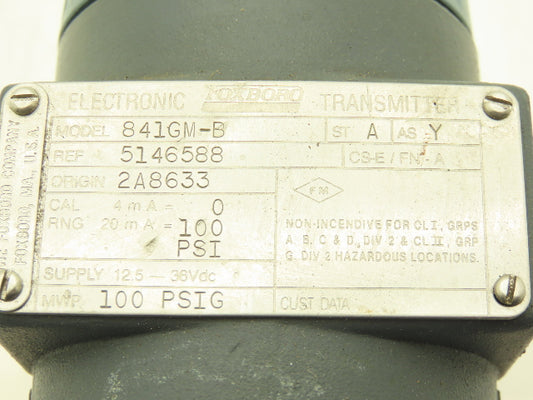 ELECTRONIC FOXBORO TRANSMITTER
MODEL 841GM-B ST A AS Y
REF 5146588 CS-E / FN-A
ORIGIN 2A8633
CAL 4 mA = 0
RNG 20 mA = 100
PSI
FM
NON-INCENDIVE FOR CL I, GRPS
A, B, C & D, DIV 2 & CL II, GRP
G, DIV 2 HAZARDOUS LOCATIONS.
SUPPLY 12.5 — 36Vdc
MWP 100 PSIG CUST DATA
THE FOXBORO COMPANY
FOXBORO, MA., U.S.A.